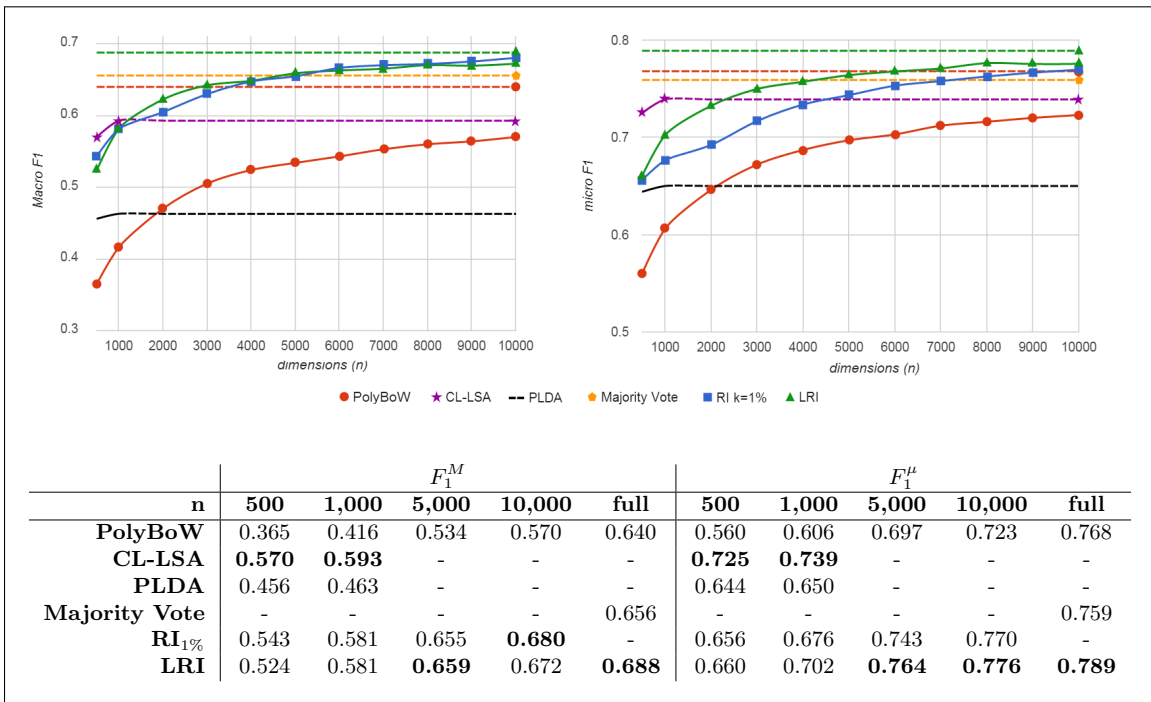 0.7
0.6
0.5
0.4
0.3
Macro F1
1000 2000 3000 4000 5000 6000 7000 8000 9000 10000
dimensions (n)
0.8
0.7
0.6
0.5
micro F1
1000 2000 3000 4000 5000 6000 7000 8000 9000 10000
dimensions (n)
PolyBoW CL-LSA PLDA Majority Vote RI k=1% LRI
F₁ᴹ F₁ᵘ
n 500 1,000 5,000 10,000 full 500 1,000 5,000 10,000 full
PolyBoW 0.365 0.416 0.534 0.570 0.640 0.560 0.606 0.697 0.723 0.768
CL-LSA 0.570 0.593 - - - 0.725 0.739 - - -
PLDA 0.456 0.463 - - - 0.644 0.650 - - -
Majority Vote - - - - 0.656 - - - - 0.759
RI₁% 0.543 0.581 0.655 0.680 - 0.656 0.676 0.743 0.770 -
LRI 0.524 0.581 0.659 0.672 0.688 0.660 0.702 0.764 0.776 0.789